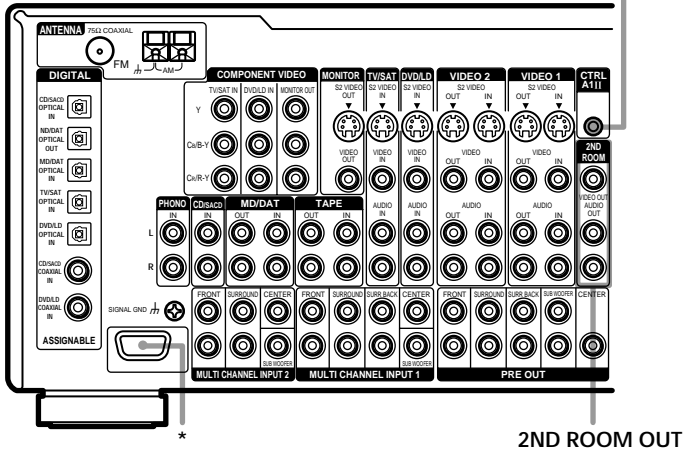 ANTENNA 75Ω COAXIAL
FM
AM
DIGITAL
CD/SACD OPTICAL IN
MD/DAT OPTICAL OUT
MD/DAT OPTICAL IN
TV/SAT OPTICAL IN
DVD/LD OPTICAL IN
CD/SACD COAXIAL IN
DVD/LD COAXIAL IN
ASSIGNABLE
COMPONENT VIDEO
TV/SAT IN DVD/LD IN MONITOR OUT
Y
CB/B-Y
CR/R-Y
MONITOR TV/SAT DVD/LD VIDEO 2 VIDEO 1
S2 VIDEO OUT S2 VIDEO IN S2 VIDEO IN S2 VIDEO S2 VIDEO
OUT IN OUT IN
VIDEO OUT VIDEO IN VIDEO IN VIDEO VIDEO
OUT IN OUT IN
CTRL A1II
2ND ROOM
VIDEO OUT
AUDIO OUT
PHONO CD/SACD MD/DAT TAPE
IN IN OUT IN OUT IN
AUDIO IN AUDIO IN AUDIO AUDIO
OUT IN OUT IN
L
R
SIGNAL GND
FRONT SURROUND CENTER FRONT SURROUND SURR BACK CENTER FRONT SURROUND SURR BACK SUB WOOFER CENTER
SUB WOOFER SUB WOOFER
MULTI CHANNEL INPUT 2 MULTI CHANNEL INPUT 1 PRE OUT
*
2ND ROOM OUT